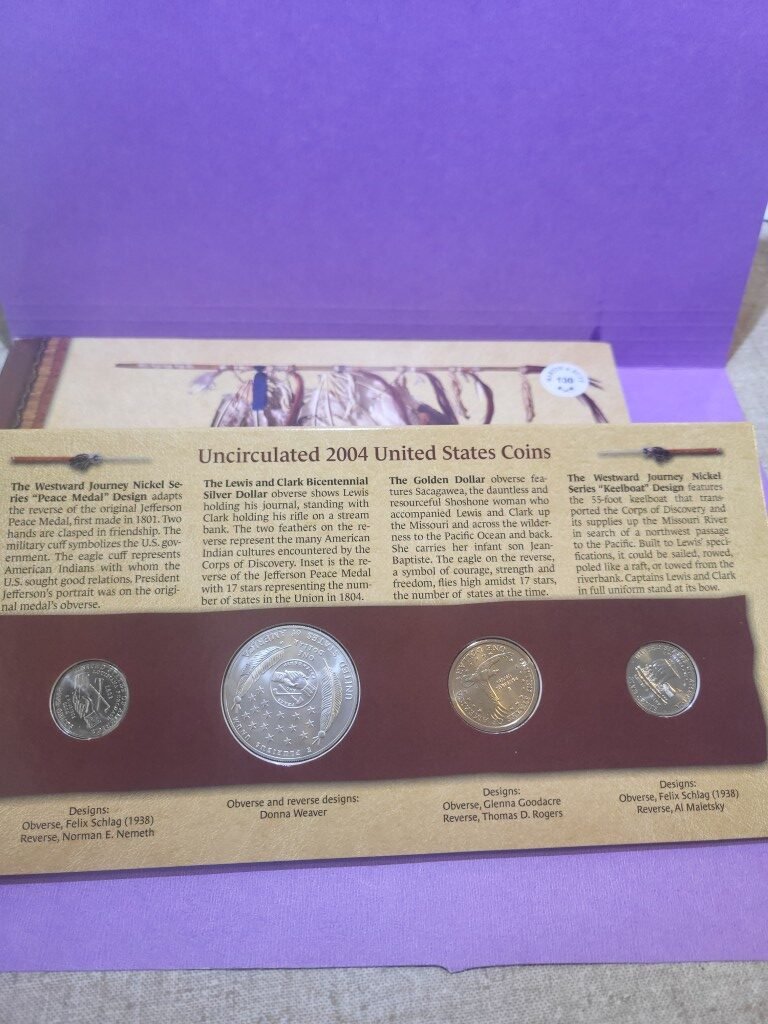 130
Uncirculated 2004 United States Coins
The Westward Journey Nickel Se-
ries “Peace Medal” Design adapts
the reverse of the original Jefferson
Peace Medal, first made in 1801. Two
hands are clasped in friendship. The
military cuff symbolizes the U.S. gov-
ernment. The eagle cuff represents
American Indians with whom the
U.S. sought good relations. President
Jefferson's portrait was on the origi-
nal medal's obverse.
The Lewis and Clark Bicentennial
Silver Dollar obverse shows Lewis
holding his journal, standing with
Clark holding his rifle on a stream
bank. The two feathers on the re-
verse represent the many American
Indian cultures encountered by the
Corps of Discovery. Inset is the re-
verse of the Jefferson Peace Medal
with 17 stars representing the num-
ber of states in the Union in 1804.
The Golden Dollar obverse fea-
tures Sacagawea, the dauntless and
resourceful Shoshone woman who
accompanied Lewis and Clark up
the Missouri and across the wilder-
ness to the Pacific Ocean and back.
She carries her infant son Jean-
Baptiste. The eagle on the reverse,
a symbol of courage, strength and
freedom, flies high amidst 17 stars,
the number of states at the time.
The Westward Journey Nickel
Series “Keelboat” Design features
the 55-foot keelboat that trans-
ported the Corps of Discovery and
its supplies up the Missouri River
in search of a northwest passage
to the Pacific. Built to Lewis' speci-
fications, it could be sailed, rowed,
poled like a raft, or towed from the
riverbank. Captains Lewis and Clark
in full uniform stand at its bow.
UNITED STATES OF AMERICA
ONE DOLLAR
E PLURIBUS UNUM
Designs:
Obverse, Felix Schlag (1938)
Reverse, Norman E. Nemeth
Obverse and reverse designs:
Donna Weaver
Designs:
Obverse, Glenna Goodacre
Reverse, Thomas D. Rogers
Designs:
Obverse, Felix Schlag (1938)
Reverse, Al Maletsky